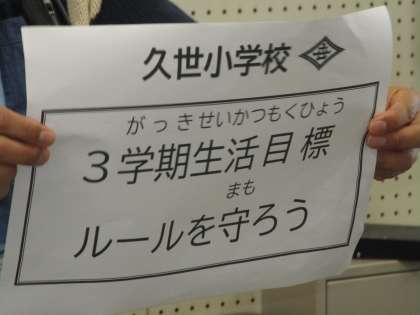 久世小学校
がっきせいかつもくひょう
３学期生活目標
まも
ルールを守ろう